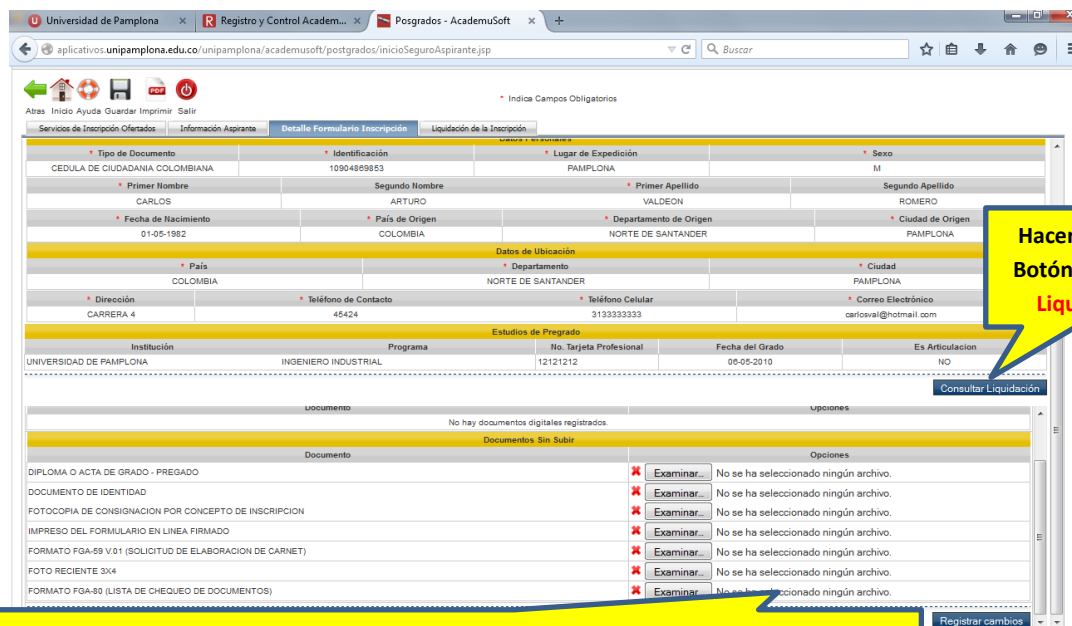 Universidad de Pamplona × Registro y Control Academ... × Posgrados - AcademuSoft × +
aplicativos.unipamplona.edu.co/unipamplona/academusoft/postgrados/inicioSeguroAspirante.jsp Buscar
Atras Inicio Ayuda Guardar Imprimir Salir
* Indica Campos Obligatorios
Servicios de Inscripción Ofertados Información Aspirante Detalle Formulario Inscripción Liquidación de la Inscripción
Datos Personales
* Tipo de Documento * Identificación * Lugar de Expedición * Sexo
CEDULA DE CIUDADANIA COLOMBIANA 10904869853 PAMPLONA M
* Primer Nombre Segundo Nombre * Primer Apellido Segundo Apellido
CARLOS ARTURO VALDEON ROMERO
* Fecha de Nacimiento * País de Origen * Departamento de Origen * Ciudad de Origen
01-05-1982 COLOMBIA NORTE DE SANTANDER PAMPLONA
Datos de Ubicación
* País * Departamento * Ciudad
COLOMBIA NORTE DE SANTANDER PAMPLONA
* Dirección * Teléfono de Contacto * Teléfono Celular * Correo Electrónico
CARRERA 4 45424 3133333333 carlosval@hotmail.com
Estudios de Pregrado
Institución Programa No. Tarjeta Profesional Fecha del Grado Es Articulacion
UNIVERSIDAD DE PAMPLONA INGENIERO INDUSTRIAL 12121212 06-05-2010 NO
Hacer
Botón
Liqu
Consultar Liquidación
Documento Opciones
No hay documentos digitales registrados.
Documentos Sin Subir
Documento Opciones
DIPLOMA O ACTA DE GRADO - PREGADO Examinar... No se ha seleccionado ningún archivo.
DOCUMENTO DE IDENTIDAD Examinar... No se ha seleccionado ningún archivo.
FOTOCOPIA DE CONSIGNACION POR CONCEPTO DE INSCRIPCION Examinar... No se ha seleccionado ningún archivo.
IMPRESO DEL FORMULARIO EN LINEA FIRMADO Examinar... No se ha seleccionado ningún archivo.
FORMATO FGA-59 V.01 (SOLICITUD DE ELABORACION DE CARNET) Examinar... No se ha seleccionado ningún archivo.
FOTO RECIENTE 3X4 Examinar... No se ha seleccionado ningún archivo.
FORMATO FGA-80 (LISTA DE CHEQUEO DE DOCUMENTOS) Examinar... No se ha seleccionado ningún archivo.
Registrar cambios